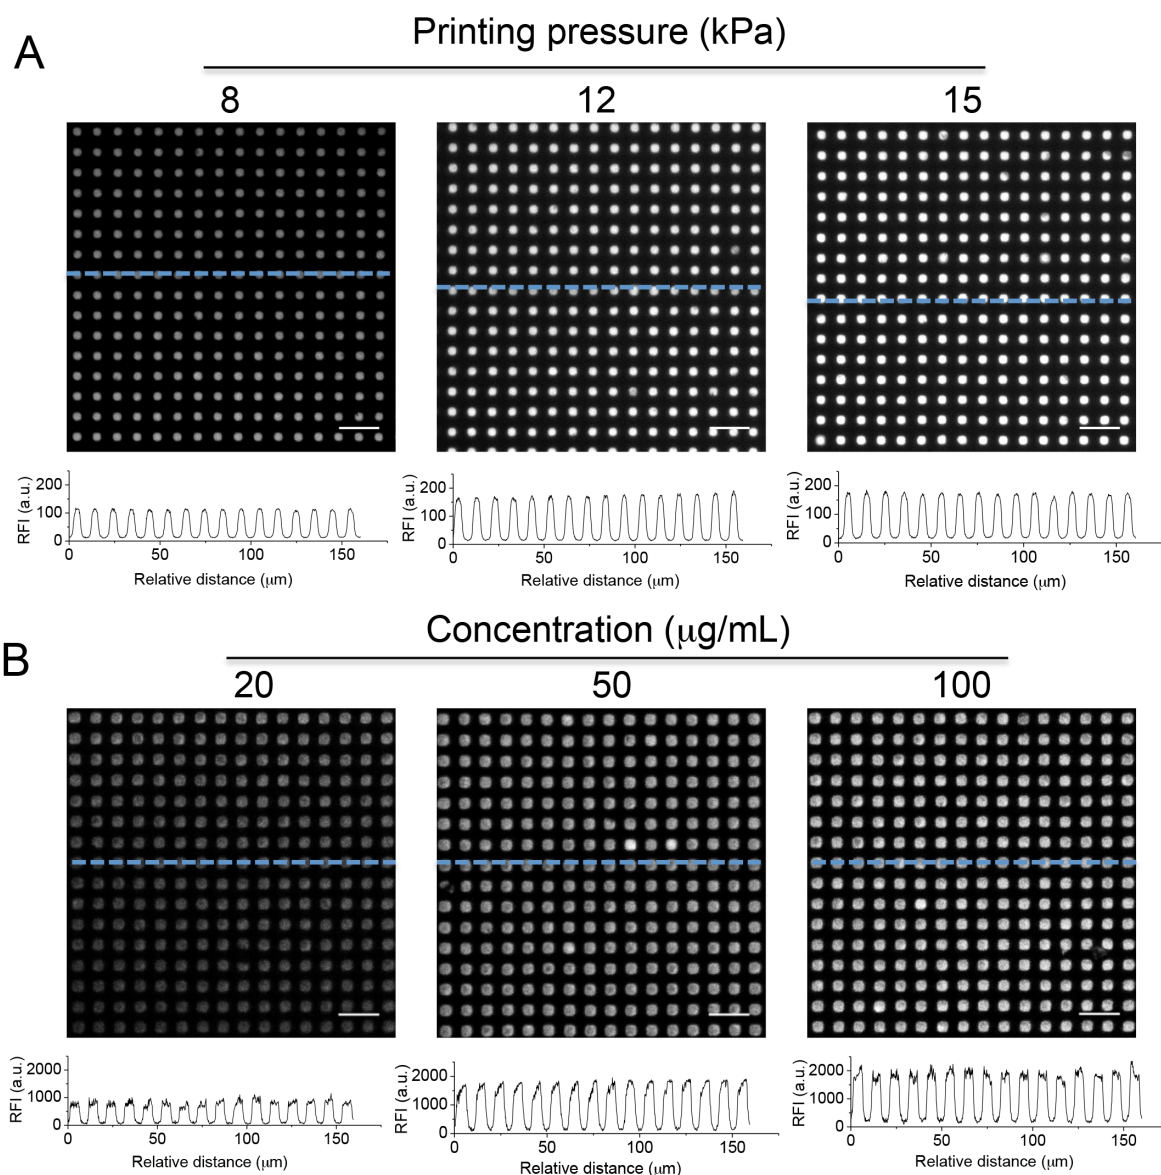 A
Printing pressure (kPa)
8 12 15
RFI (a.u.) 200 100 0
0 50 100 150
Relative distance (μm)
RFI (a.u.) 200 100 0
0 50 100 150
Relative distance (μm)
RFI (a.u.) 200 100 0
0 50 100 150
Relative distance (μm)
B
Concentration (μg/mL)
20 50 100
RFI (a.u.) 2000 1000 0
0 50 100 150
Relative distance (μm)
RFI (a.u.) 2000 1000 0
0 50 100 150
Relative distance (μm)
RFI (a.u.) 2000 1000 0
0 50 100 150
Relative distance (μm)